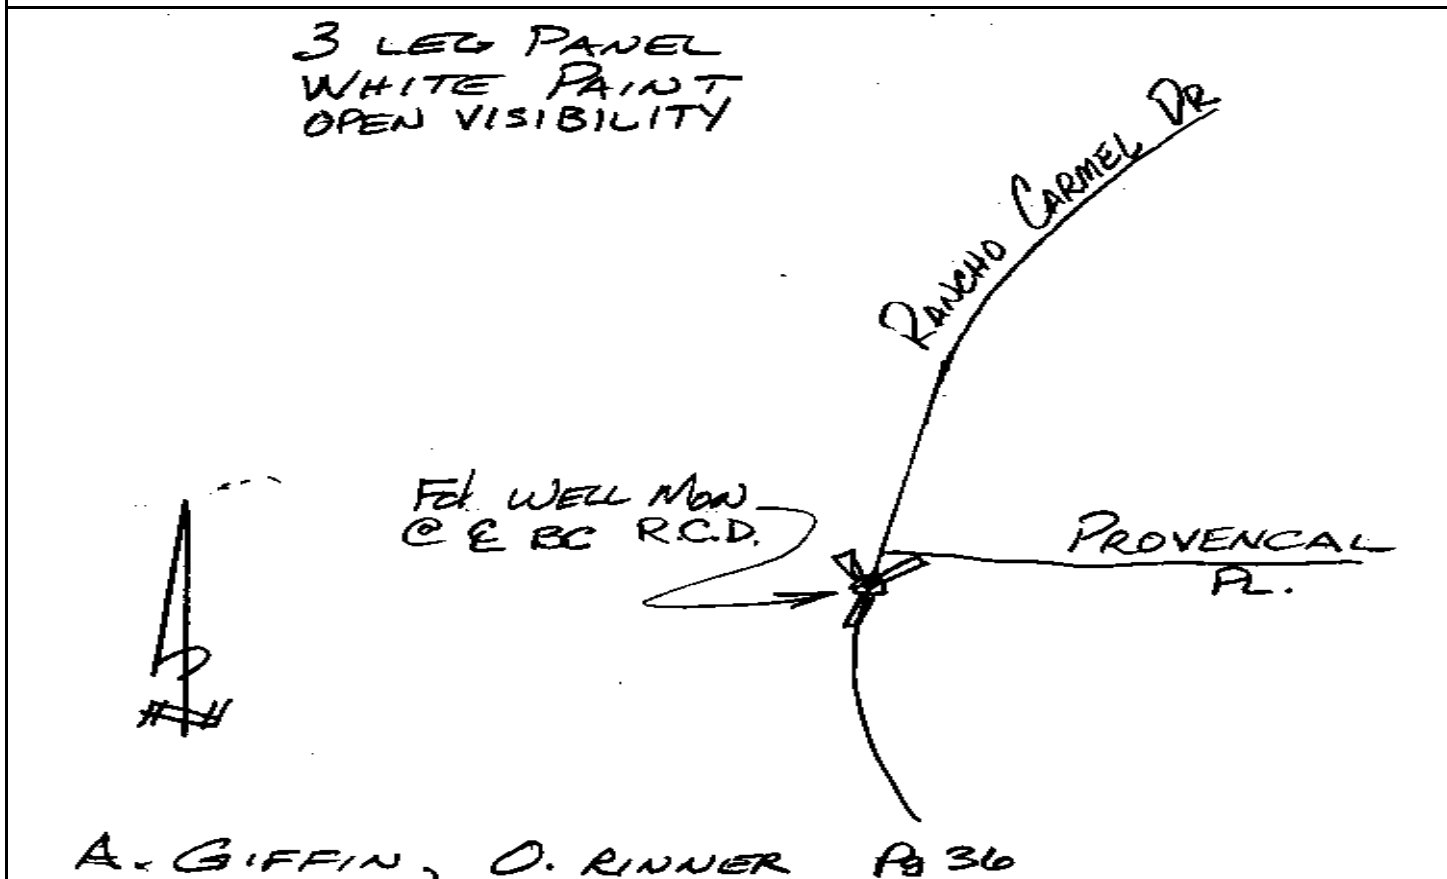 3 LEG PANEL
WHITE PAINT
OPEN VISIBILITY
RANCHO CARMEL DR
Fd. WELL MON
@ ℄ BC R.C.D.
PROVENCAL
PL.
N
A. GIFFIN, O. RINNER Pg 36